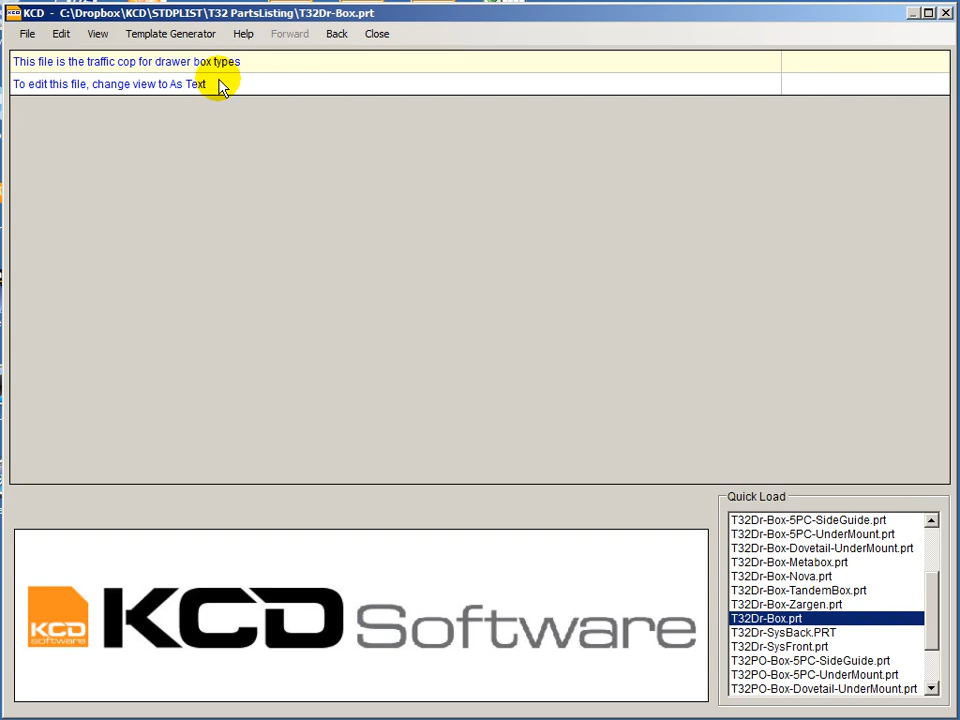 KCD - C:\Dropbox\KCD\STDPLIST\T32 PartsListing\T32Dr-Box.prt
File Edit View Template Generator Help Forward Back Close
This file is the traffic cop for drawer box types
To edit this file, change view to As Text
Quick Load
T32Dr-Box-5PC-SideGuide.prt
T32Dr-Box-5PC-UnderMount.prt
T32Dr-Box-Dovetail-UnderMount.prt
T32Dr-Box-Metabox.prt
T32Dr-Box-Nova.prt
T32Dr-Box-TandemBox.prt
T32Dr-Box-Zargen.prt
T32Dr-Box.prt
T32Dr-SysBack.PRT
T32Dr-SysFront.prt
T32PO-Box-5PC-SideGuide.prt
T32PO-Box-5PC-UnderMount.prt
T32PO-Box-Dovetail-UnderMount.prt
KCD software
KCD Software